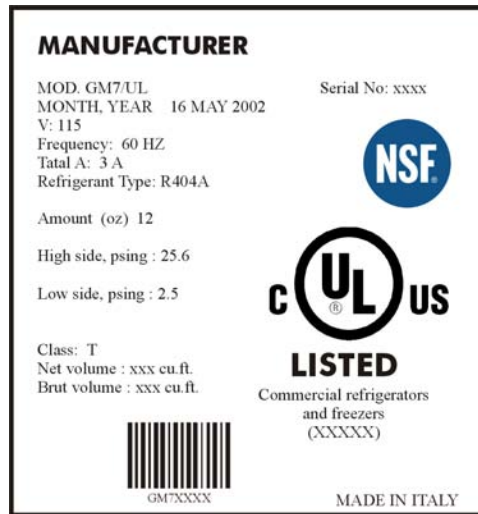 MANUFACTURER
MOD. GM7/UL
Serial No: xxxx
MONTH, YEAR 16 MAY 2002
V: 115
Frequency: 60 HZ
Tatal A: 3 A
Refrigerant Type: R404A
NSF®
Amount (oz) 12
High side, psing : 25.6
Low side, psing : 2.5
C UL® US
LISTED
Class: T
Net volume : xxx cu.ft.
Brut volume : xxx cu.ft.
Commercial refrigerators
and freezers
(XXXXX)
GM7XXXX
MADE IN ITALY